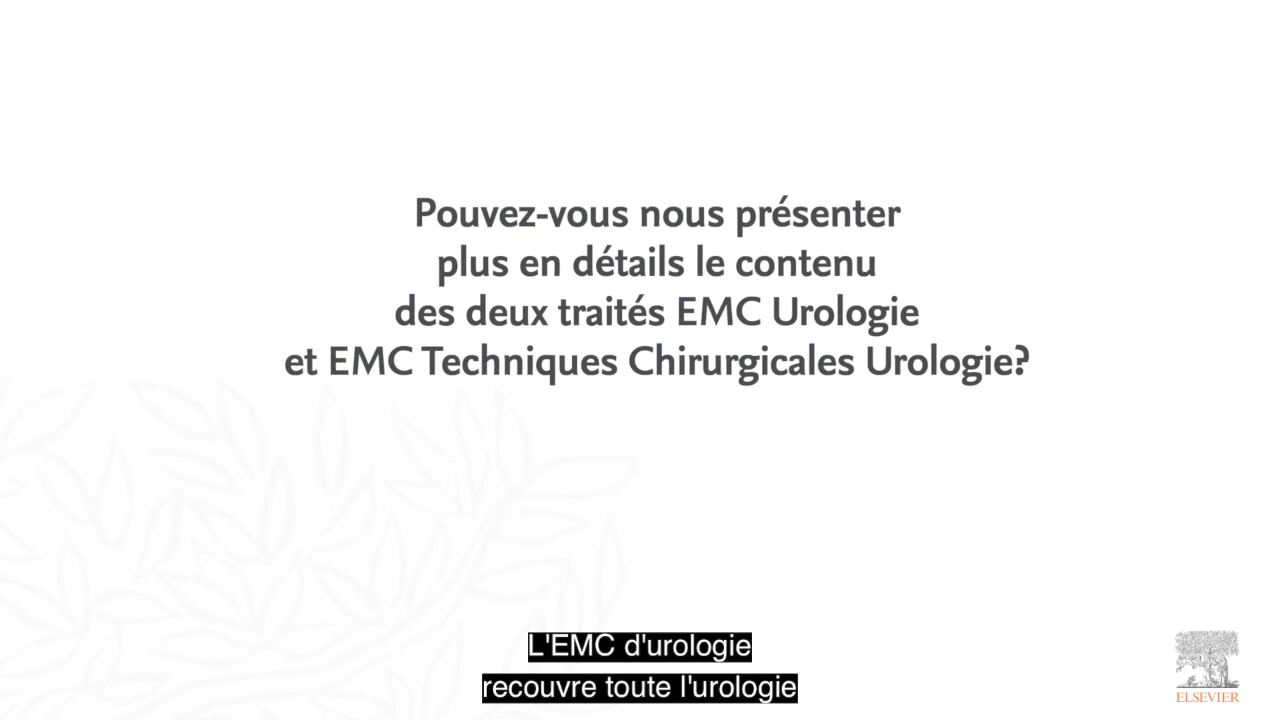 Pouvez-vous nous présenter
plus en détails le contenu
des deux traités EMC Urologie
et EMC Techniques Chirurgicales Urologie?
L'EMC d'urologie
recouvre toute l'urologie
ELSEVIER